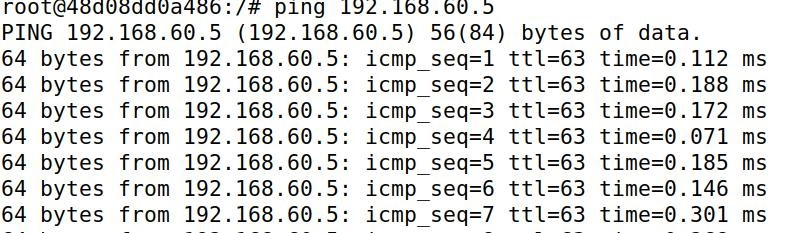 root@48d08dd0a486:/# ping 192.168.60.5
PING 192.168.60.5 (192.168.60.5) 56(84) bytes of data.
64 bytes from 192.168.60.5: icmp_seq=1 ttl=63 time=0.112 ms
64 bytes from 192.168.60.5: icmp_seq=2 ttl=63 time=0.188 ms
64 bytes from 192.168.60.5: icmp_seq=3 ttl=63 time=0.172 ms
64 bytes from 192.168.60.5: icmp_seq=4 ttl=63 time=0.071 ms
64 bytes from 192.168.60.5: icmp_seq=5 ttl=63 time=0.185 ms
64 bytes from 192.168.60.5: icmp_seq=6 ttl=63 time=0.146 ms
64 bytes from 192.168.60.5: icmp_seq=7 ttl=63 time=0.301 ms